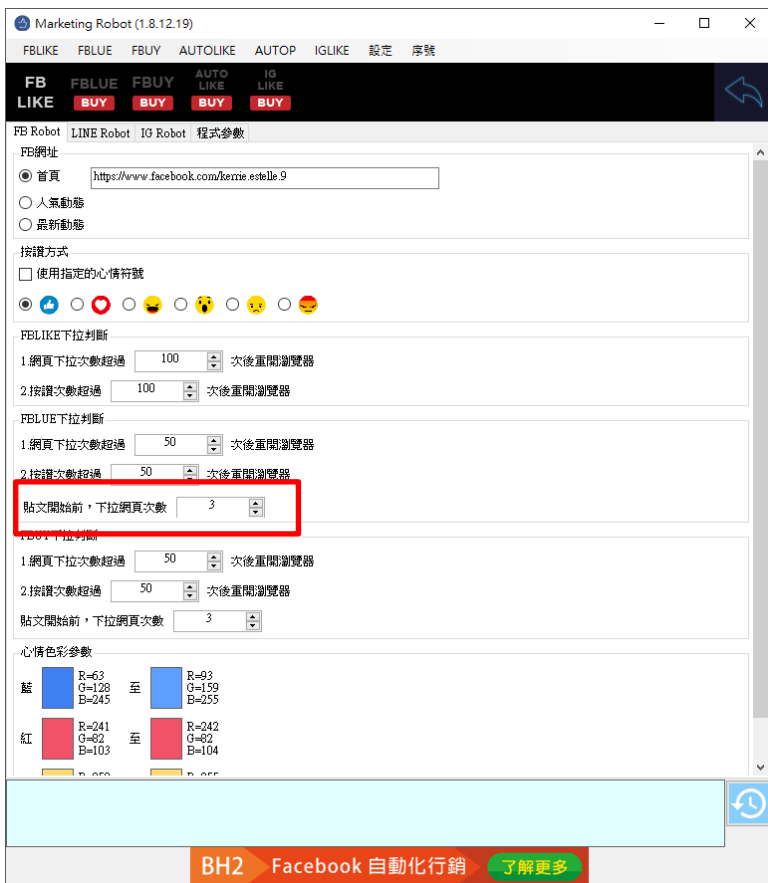 Marketing Robot (1.8.12.19)
FBLIKE FBLUE FBUY AUTOLIKE AUTOP IGLIKE 設定 序號
FB LIKE FBLUE BUY FBUY BUY AUTO LIKE BUY IG LIKE BUY
FB Robot LINE Robot IG Robot 程式參數
FB網址
首頁 https://www.facebook.com/kerrie.estelle.9
人氣動態
最新動態
按讚方式
使用指定的心情符號
FBLIKE下拉判斷
1.網頁下拉次數超過 100 次後重開瀏覽器
2.按讚次數超過 100 次後重開瀏覽器
FBLUE下拉判斷
1.網頁下拉次數超過 50 次後重開瀏覽器
2.按讚次數超過 50 次後重開瀏覽器
貼文開始前，下拉網頁次數 3
FBUY下拉判斷
1.網頁下拉次數超過 50 次後重開瀏覽器
2.按讚次數超過 50 次後重開瀏覽器
貼文開始前，下拉網頁次數 3
心情色彩參數
藍 R=63 G=128 B=245 至 R=93 G=159 B=255
紅 R=241 G=82 B=103 至 R=242 G=82 B=104
BH2 Facebook 自動化行銷 了解更多